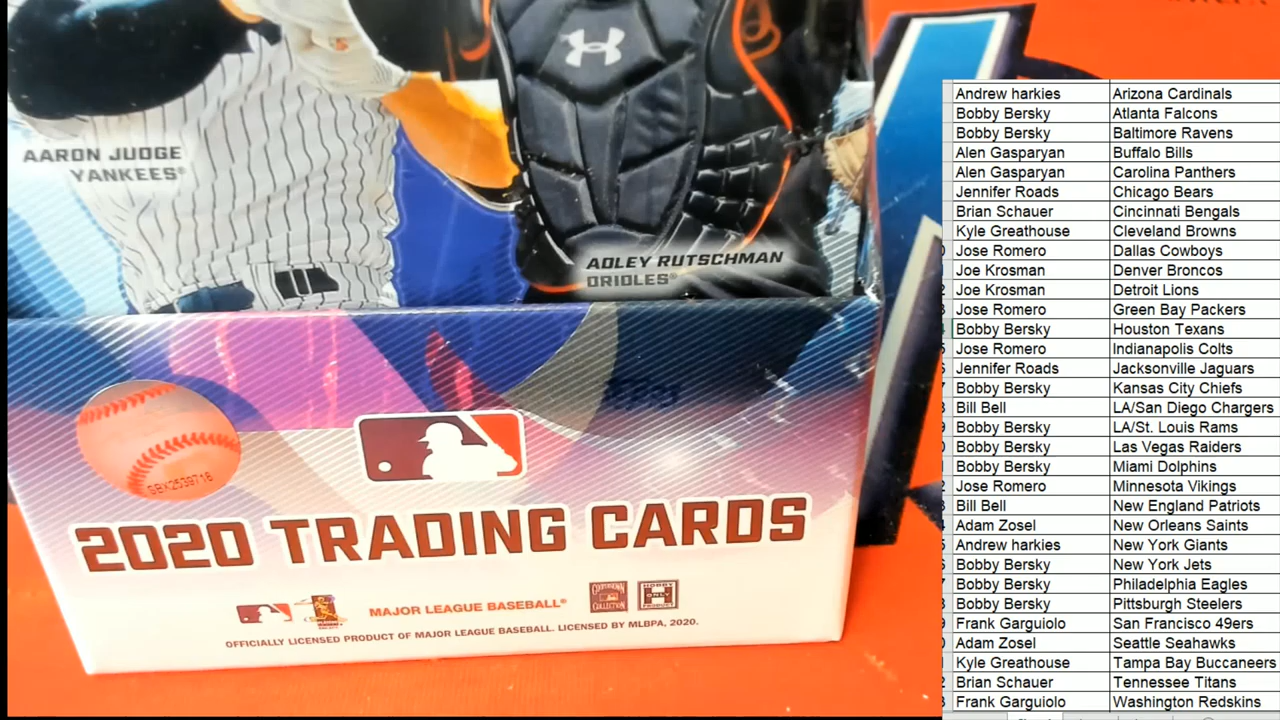 AARON JUDGE
YANKEES®
ADLEY RUTSCHMAN
ORIOLES®
GBX2539716
2020 TRADING CARDS
COOPERSTOWN
COLLECTION
HOBBY
ONLY
PRODUCT
MAJOR LEAGUE BASEBALL®
OFFICIALLY LICENSED PRODUCT OF MAJOR LEAGUE BASEBALL. LICENSED BY MLBPA, 2020.
Andrew harkies Arizona Cardinals
Bobby Bersky Atlanta Falcons
Bobby Bersky Baltimore Ravens
Alen Gasparyan Buffalo Bills
Alen Gasparyan Carolina Panthers
Jennifer Roads Chicago Bears
Brian Schauer Cincinnati Bengals
Kyle Greathouse Cleveland Browns
Jose Romero Dallas Cowboys
Joe Krosman Denver Broncos
Joe Krosman Detroit Lions
Jose Romero Green Bay Packers
Bobby Bersky Houston Texans
Jose Romero Indianapolis Colts
Jennifer Roads Jacksonville Jaguars
Bobby Bersky Kansas City Chiefs
Bill Bell LA/San Diego Chargers
Bobby Bersky LA/St. Louis Rams
Bobby Bersky Las Vegas Raiders
Bobby Bersky Miami Dolphins
Jose Romero Minnesota Vikings
Bill Bell New England Patriots
Adam Zosel New Orleans Saints
Andrew harkies New York Giants
Bobby Bersky New York Jets
Bobby Bersky Philadelphia Eagles
Bobby Bersky Pittsburgh Steelers
Frank Garguiolo San Francisco 49ers
Adam Zosel Seattle Seahawks
Kyle Greathouse Tampa Bay Buccaneers
Brian Schauer Tennessee Titans
Frank Garguiolo Washington Redskins